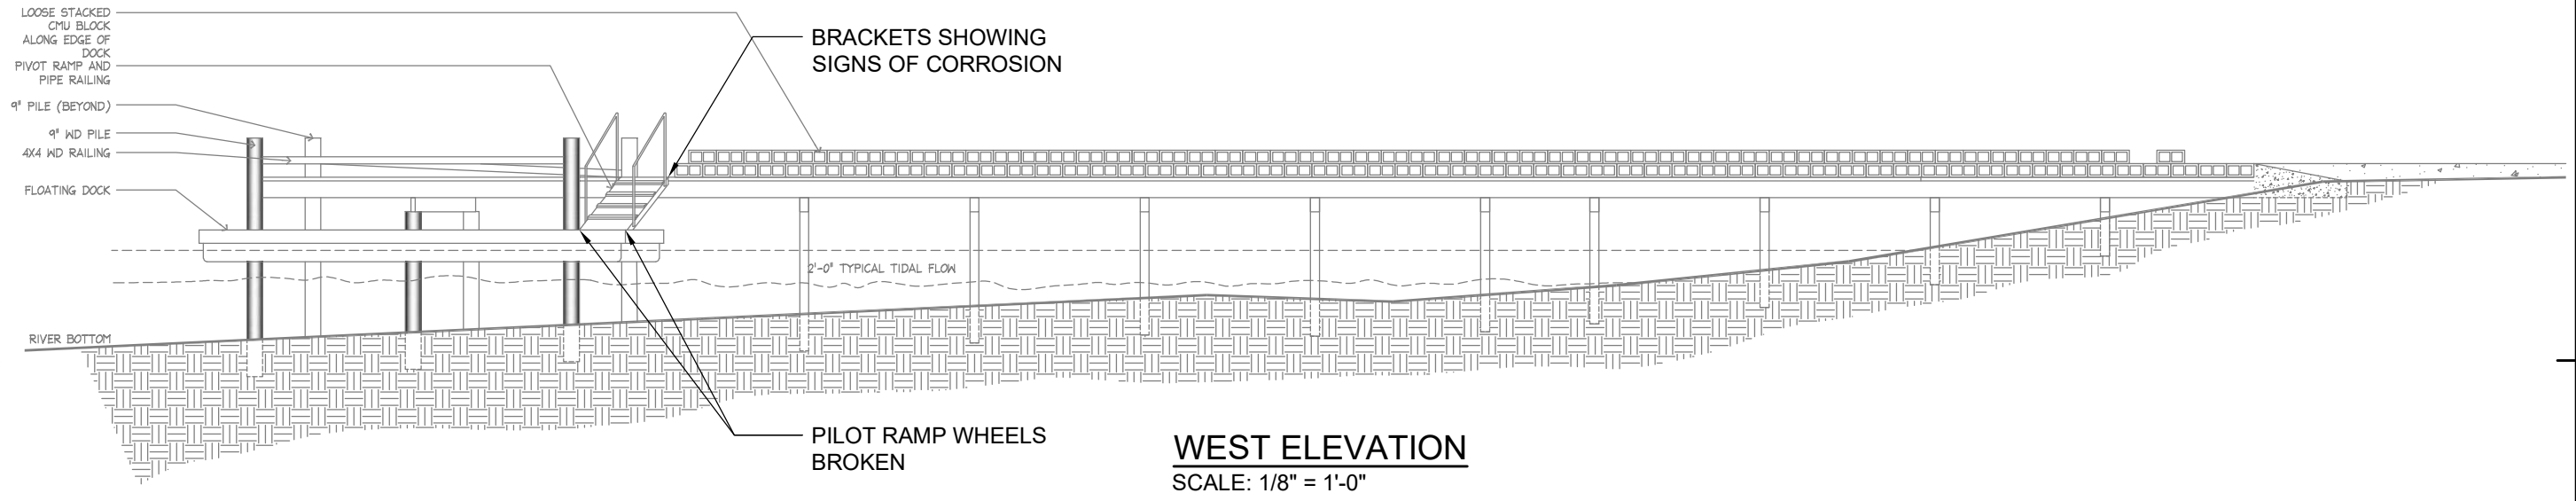 LOOSE STACKED
CMU BLOCK
ALONG EDGE OF
DOCK
PIVOT RAMP AND
PIPE RAILING
9" PILE (BEYOND)
9" WD PILE
4X4 WD RAILING
FLOATING DOCK
RIVER BOTTOM
BRACKETS SHOWING
SIGNS OF CORROSION
2'-0" TYPICAL TIDAL FLOW
PILOT RAMP WHEELS
BROKEN
WEST ELEVATION
SCALE: 1/8" = 1'-0"